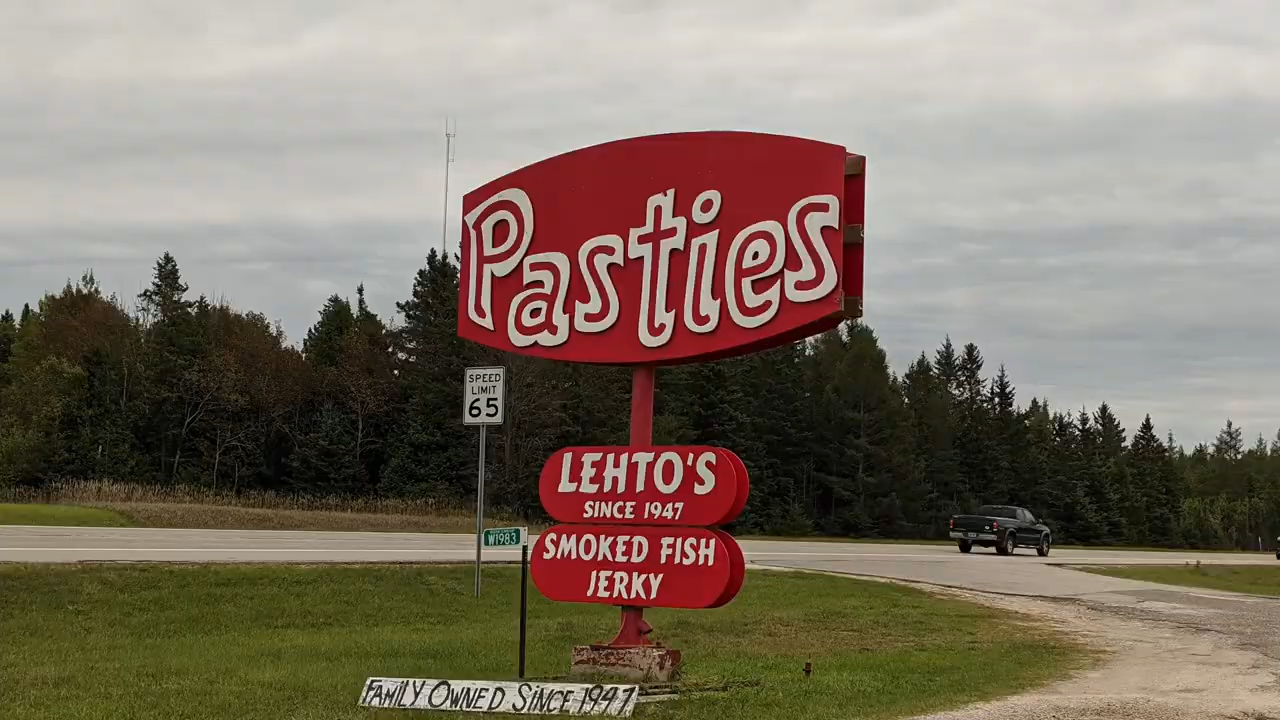 Pasties
SPEED
LIMIT
65
LEHTO'S
SINCE 1947
W1983
SMOKED FISH
JERKY
FAMILY OWNED SINCE 1947